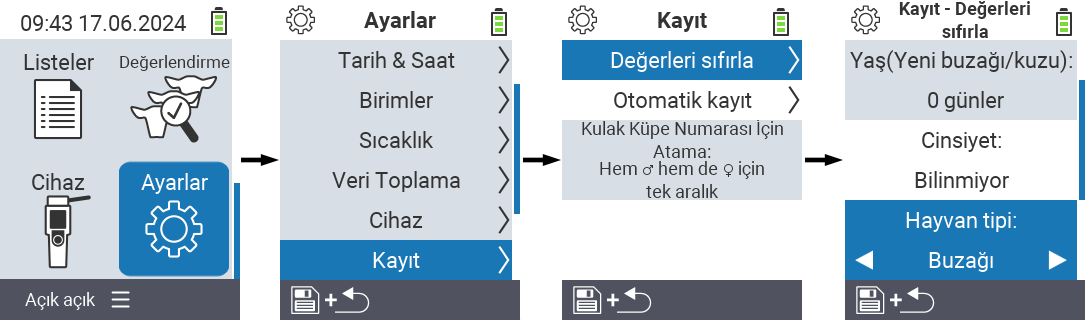 09:43 17.06.2024
Listeler
Değerlendirme
Cihaz
Ayarlar
Açık açık
Ayarlar
Tarih & Saat
Birimler
Sıcaklık
Veri Toplama
Cihaz
Kayıt
+
Kayıt
Değerleri sıfırla
Otomatik kayıt
Kulak Küpe Numarası İçin
Atama:
Hem ♂ hem de ♀ için
tek aralık
+
Kayıt - Değerleri
sıfırla
Yaş(Yeni buzağı/kuzu):
0 günler
Cinsiyet:
Bilinmiyor
Hayvan tipi:
Buzağı
+